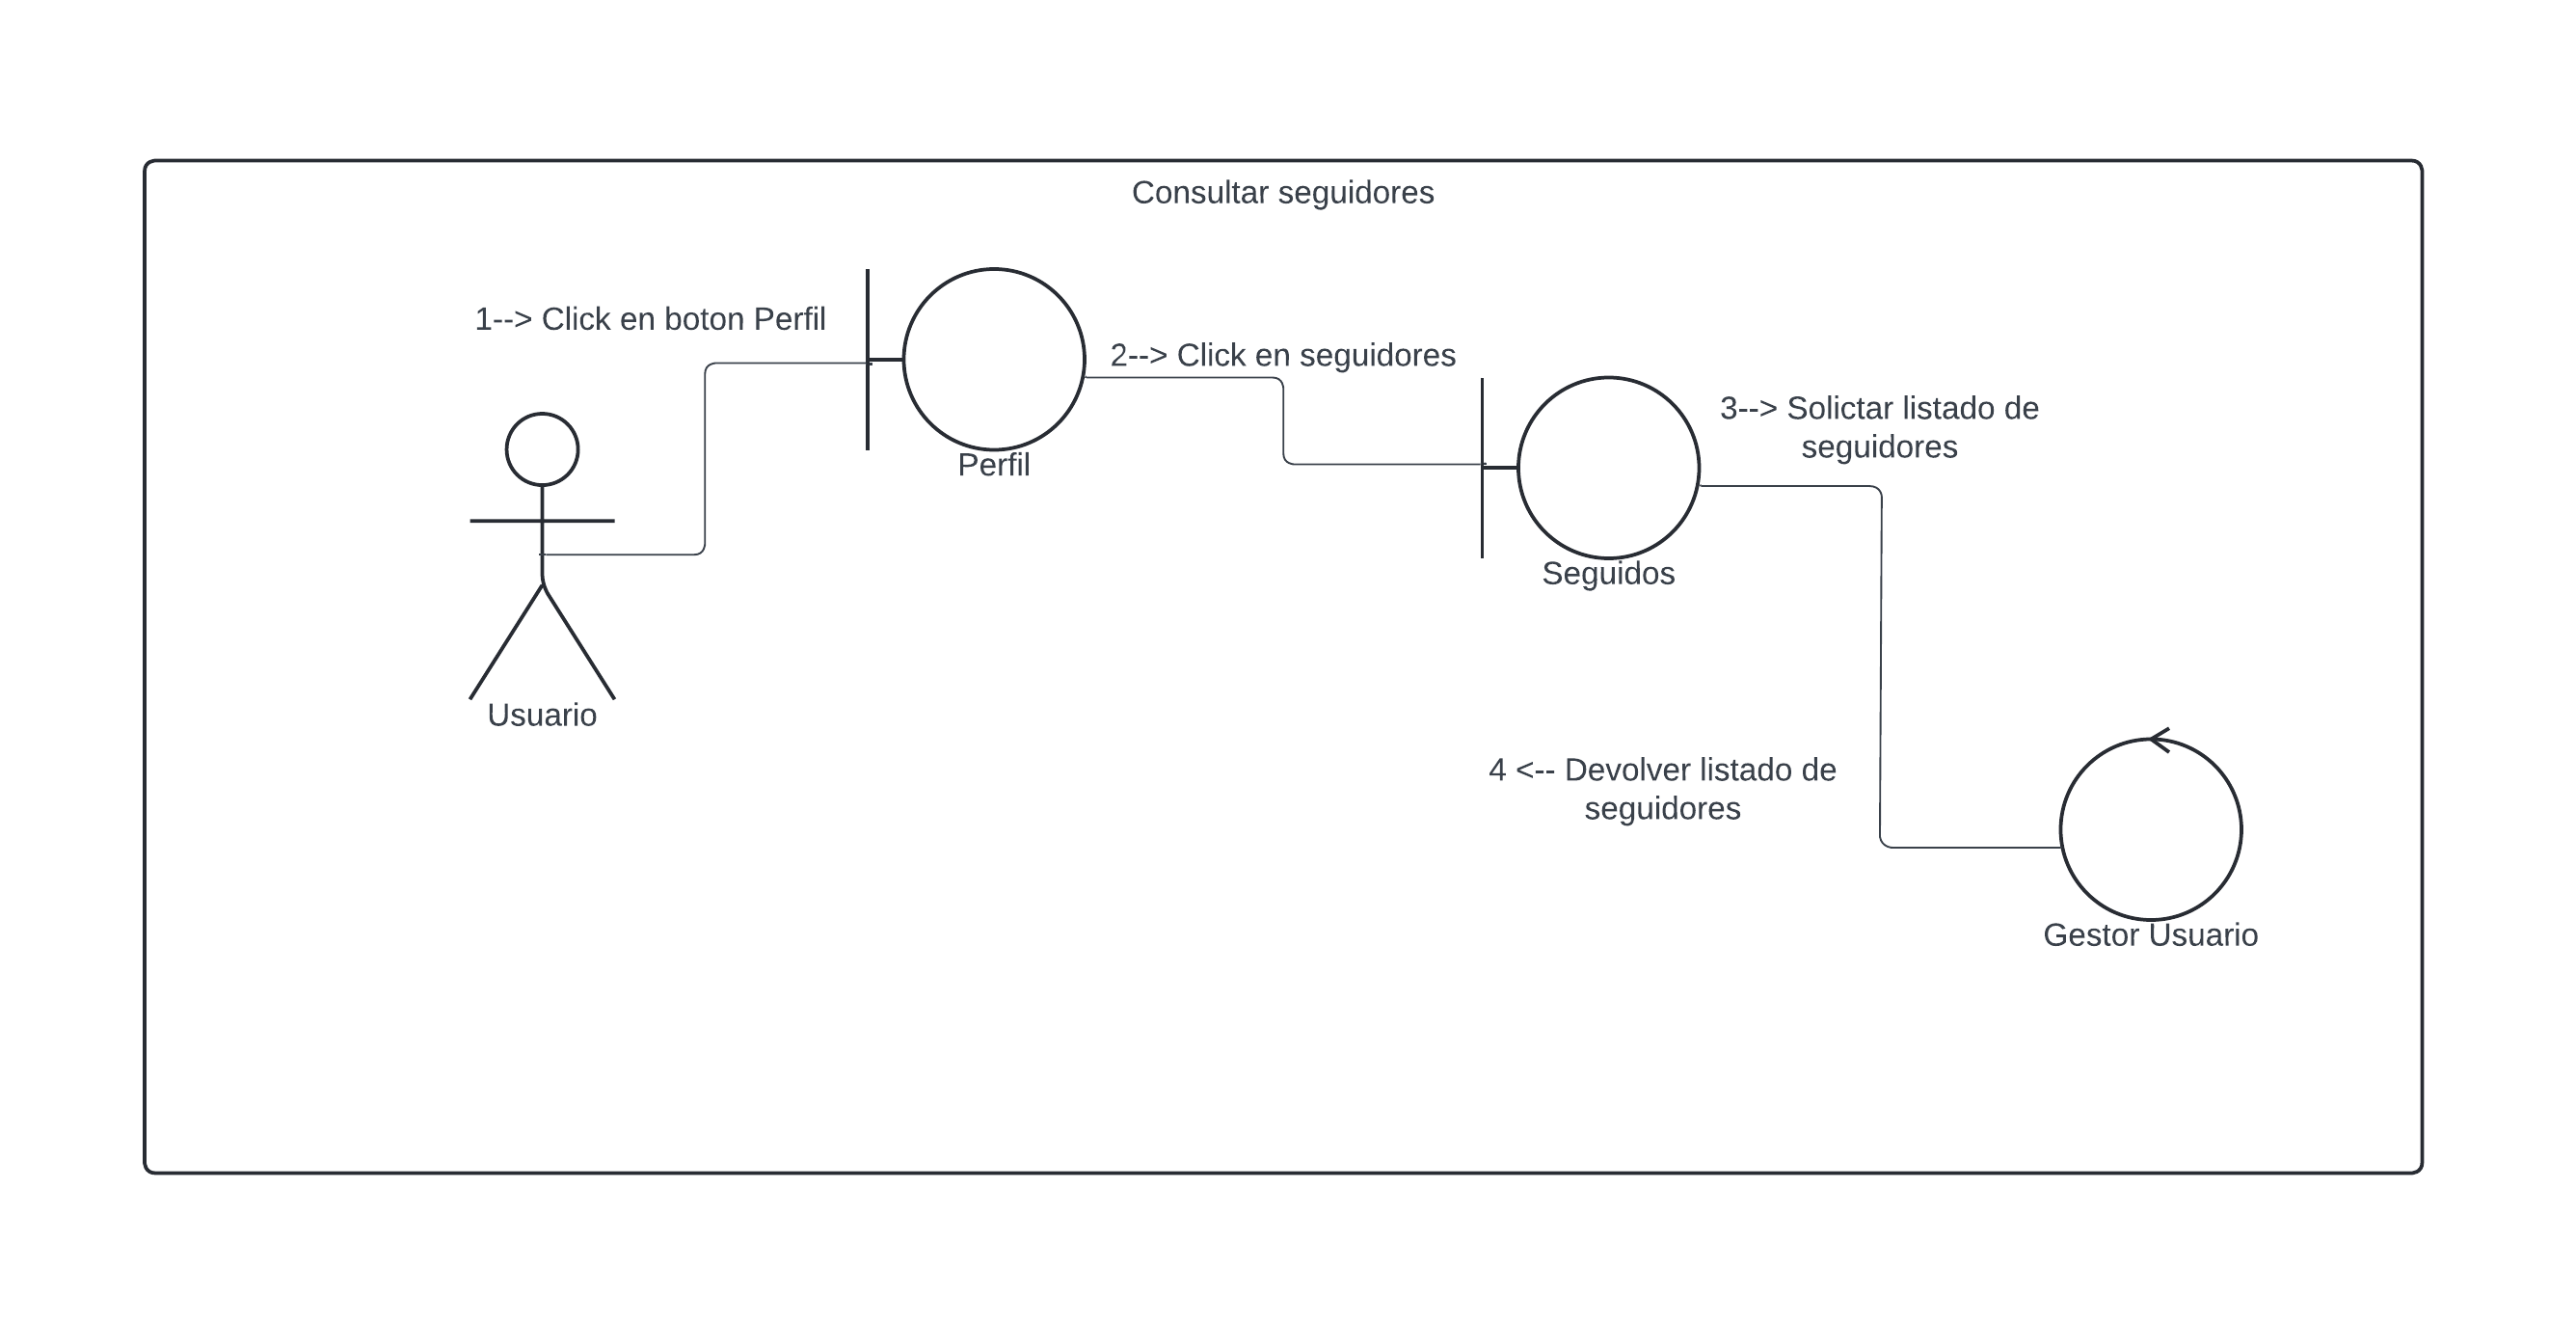 Consultar seguidores
1--> Click en boton Perfil
2--> Click en seguidores
3--> Solictar listado de
seguidores
Perfil
Seguidos
Usuario
4 <-- Devolver listado de
seguidores
Gestor Usuario